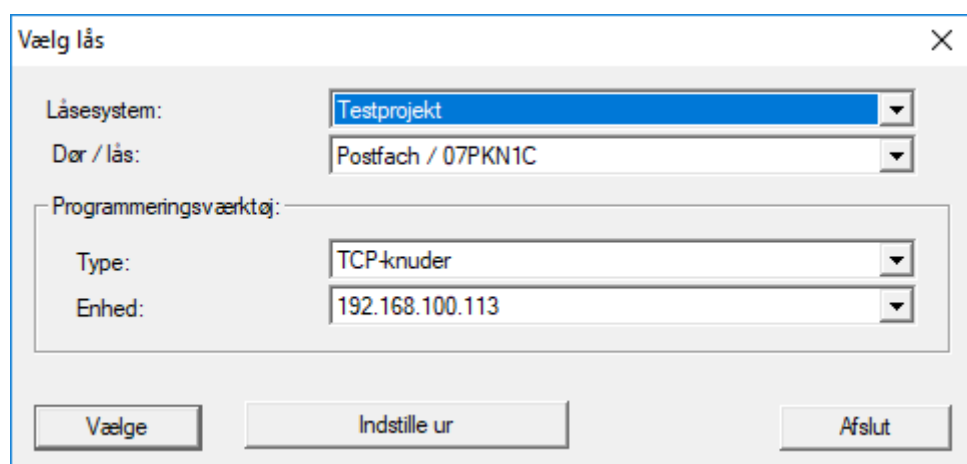 Vælg lås
Låsesystem: Testprojekt
Dør / lås: Postfach / 07PKN1C
Programmeringsværktøj:
Type: TCP-knuder
Enhed: 192.168.100.113
Vælge Indstille ur Afslut